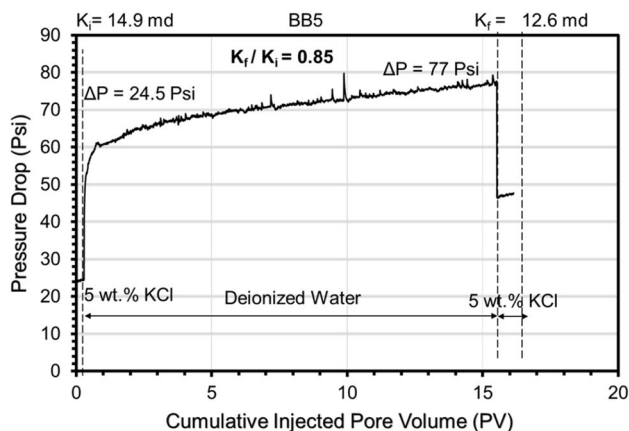 Kᵢ= 14.9 md BB5 K_f = 12.6 md
K_f / Kᵢ = 0.85
ΔP = 77 Psi
ΔP = 24.5 Psi
5 wt.% KCl
Deionized Water
5 wt.% KCl
90
80
70
60
50
40
30
20
10
0
0 5 10 15 20
Pressure Drop (Psi)
Cumulative Injected Pore Volume (PV)